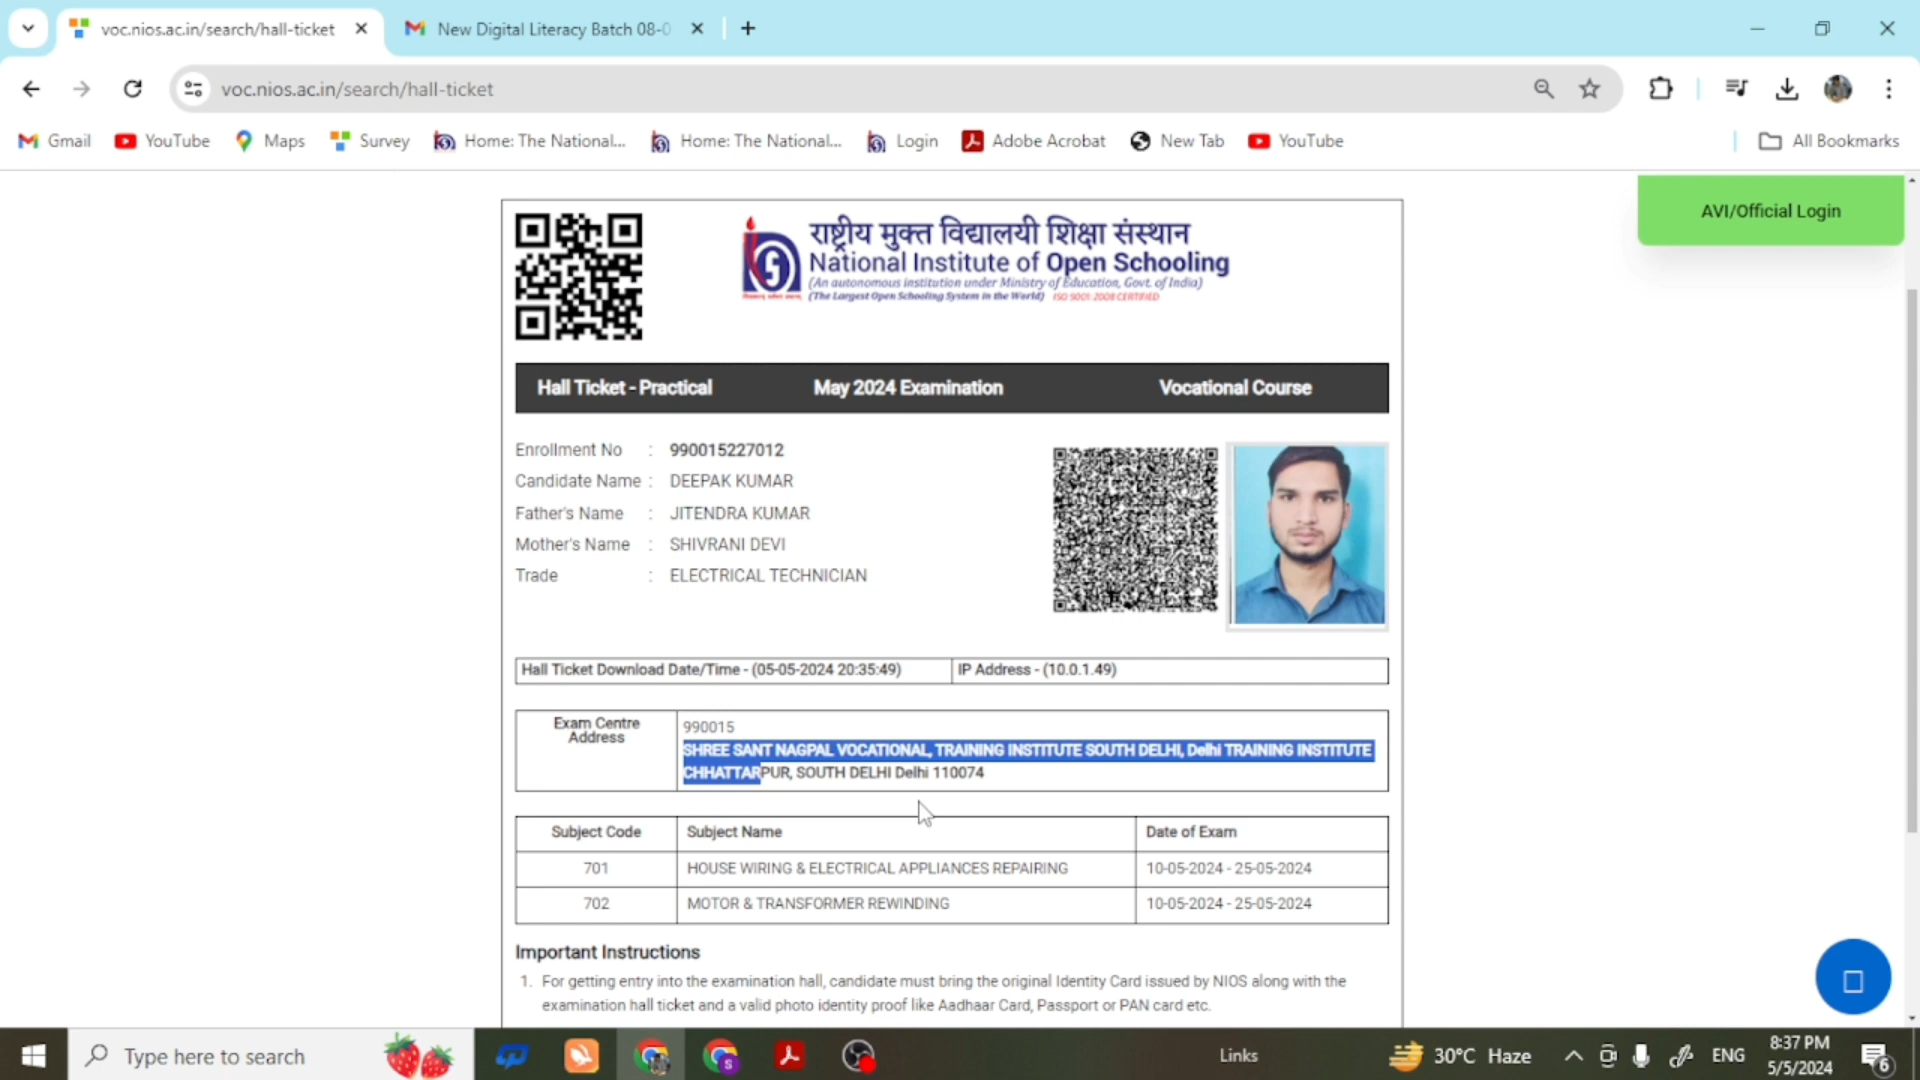 voc.nios.ac.in/search/hall-ticket
New Digital Literacy Batch 08-0
voc.nios.ac.in/search/hall-ticket
Gmail
YouTube
Maps
Survey
Home: The National...
Home: The National...
Login
Adobe Acrobat
New Tab
YouTube
All Bookmarks
AVI/Official Login
राष्ट्रीय मुक्त विद्यालयी शिक्षा संस्थान
National Institute of Open Schooling
(An autonomous institution under Ministry of Education, Govt. of India)
(The Largest Open Schooling System in the World) ISO 9001:2008 CERTIFIED
Hall Ticket - Practical May 2024 Examination Vocational Course
Enrollment No : 990015227012
Candidate Name : DEEPAK KUMAR
Father's Name : JITENDRA KUMAR
Mother's Name : SHIVRANI DEVI
Trade : ELECTRICAL TECHNICIAN
Hall Ticket Download Date/Time - (05-05-2024 20:35:49) IP Address - (10.0.1.49)
Exam Centre
Address
990015
SHREE SANT NAGPAL VOCATIONAL, TRAINING INSTITUTE SOUTH DELHI, Delhi TRAINING INSTITUTE
CHHATTARPUR, SOUTH DELHI Delhi 110074
Subject Code Subject Name Date of Exam
701 HOUSE WIRING & ELECTRICAL APPLIANCES REPAIRING 10-05-2024 - 25-05-2024
702 MOTOR & TRANSFORMER REWINDING 10-05-2024 - 25-05-2024
Important Instructions
1. For getting entry into the examination hall, candidate must bring the original Identity Card issued by NIOS along with the
examination hall ticket and a valid photo identity proof like Aadhaar Card, Passport or PAN card etc.
Type here to search
Links
30°C Haze
ENG
8:37 PM
5/5/2024
6